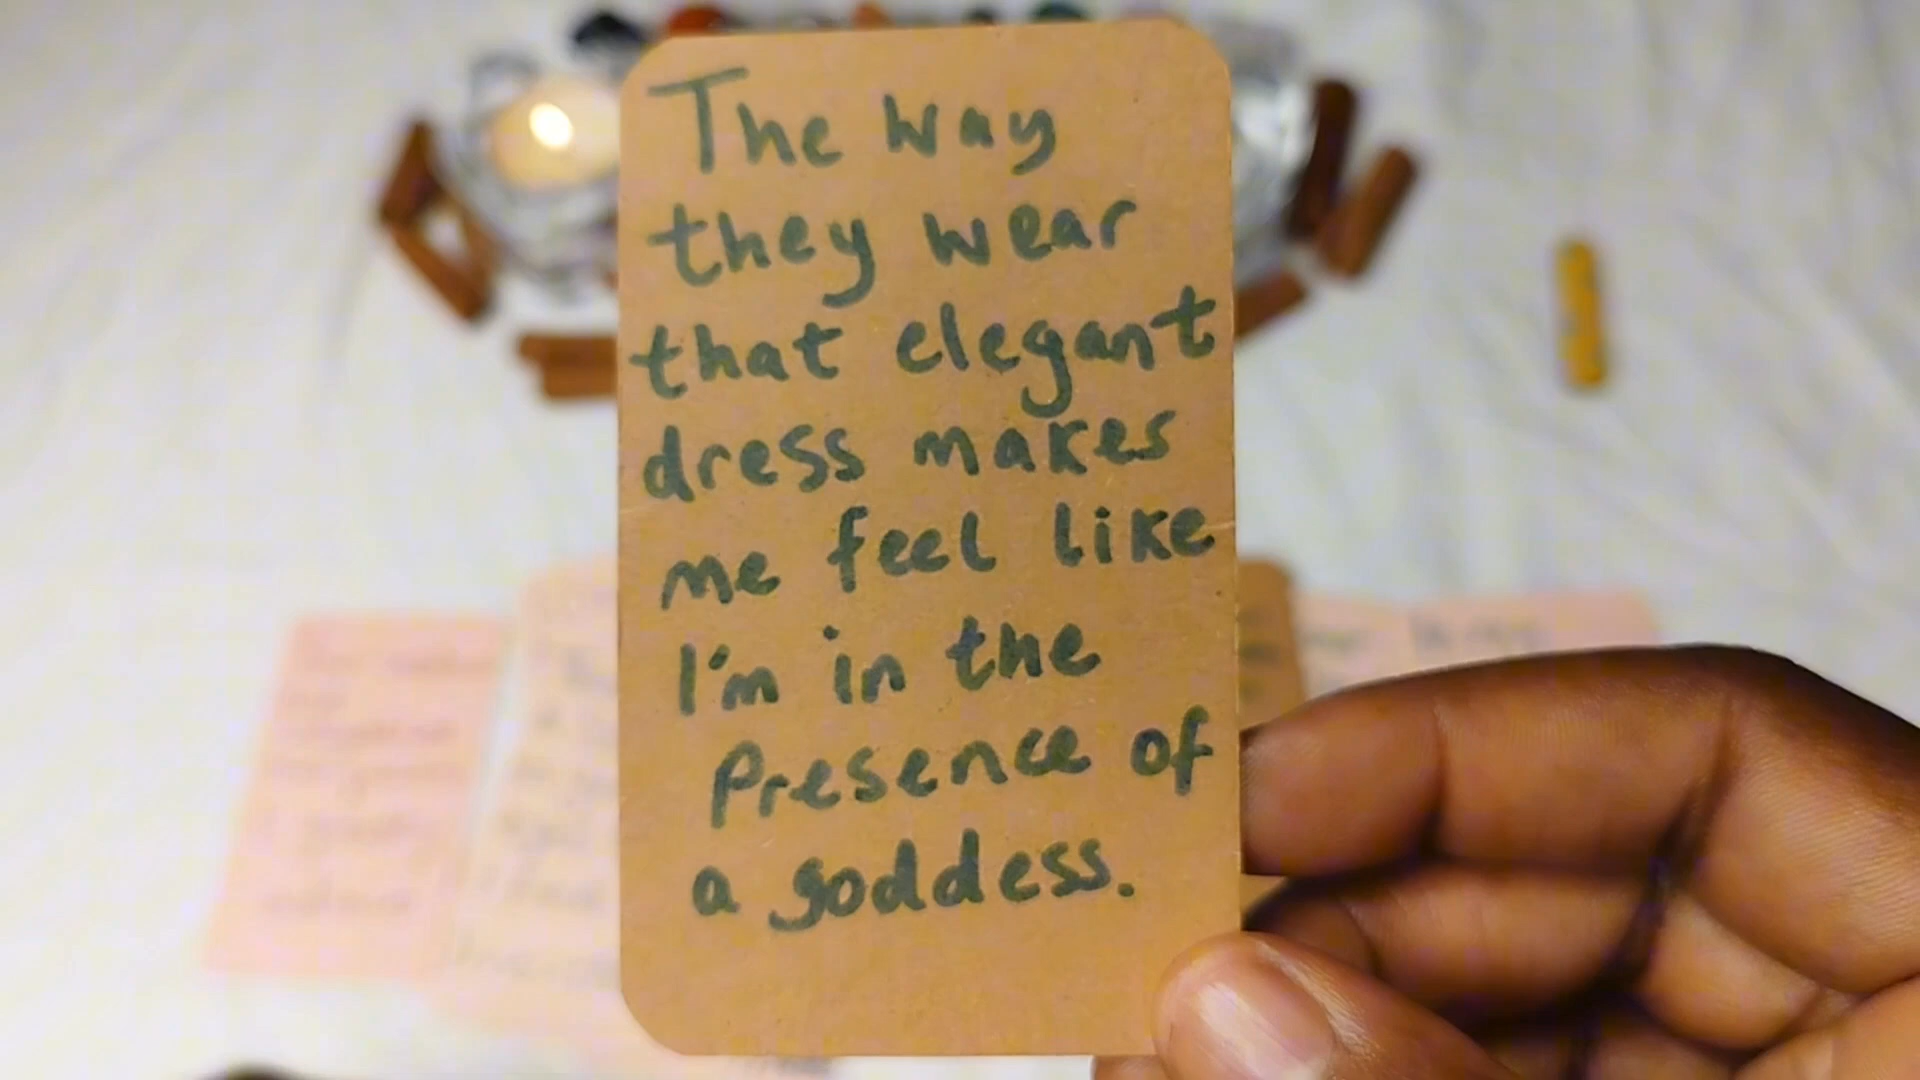 The way
they wear
that elegant
dress makes
me feel like
I'm in the
Presence of
a goddess.